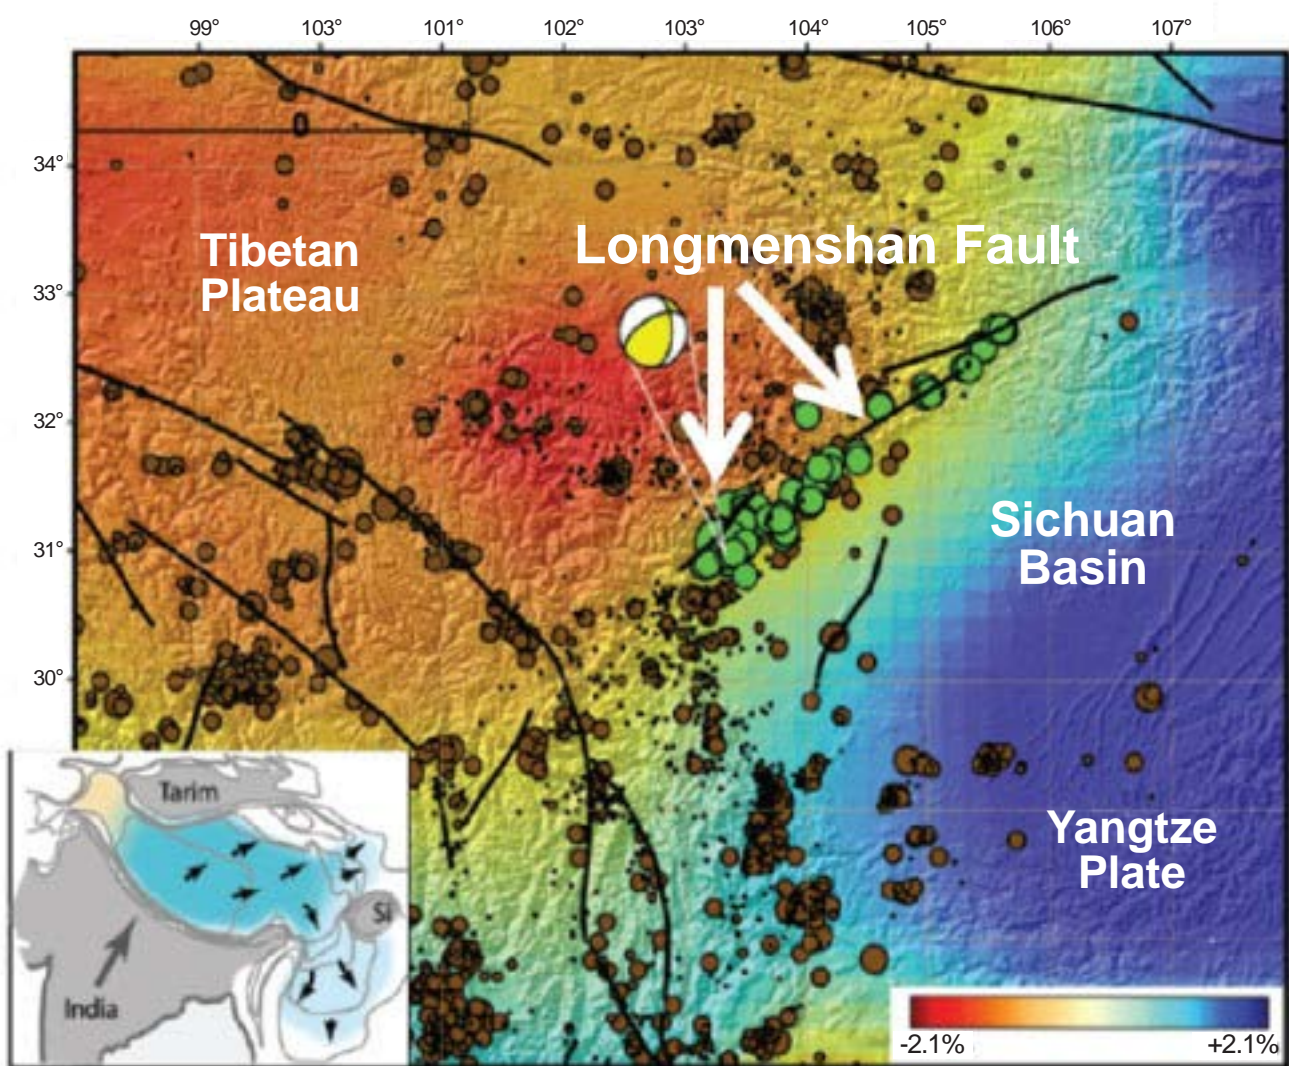 99° 103° 101° 102° 103° 104° 105° 106° 107°
34°
33°
32°
31°
30°
Tibetan
Plateau
Longmenshan Fault
Sichuan
Basin
Yangtze
Plate
Tarim
Si
India
-2.1% +2.1%